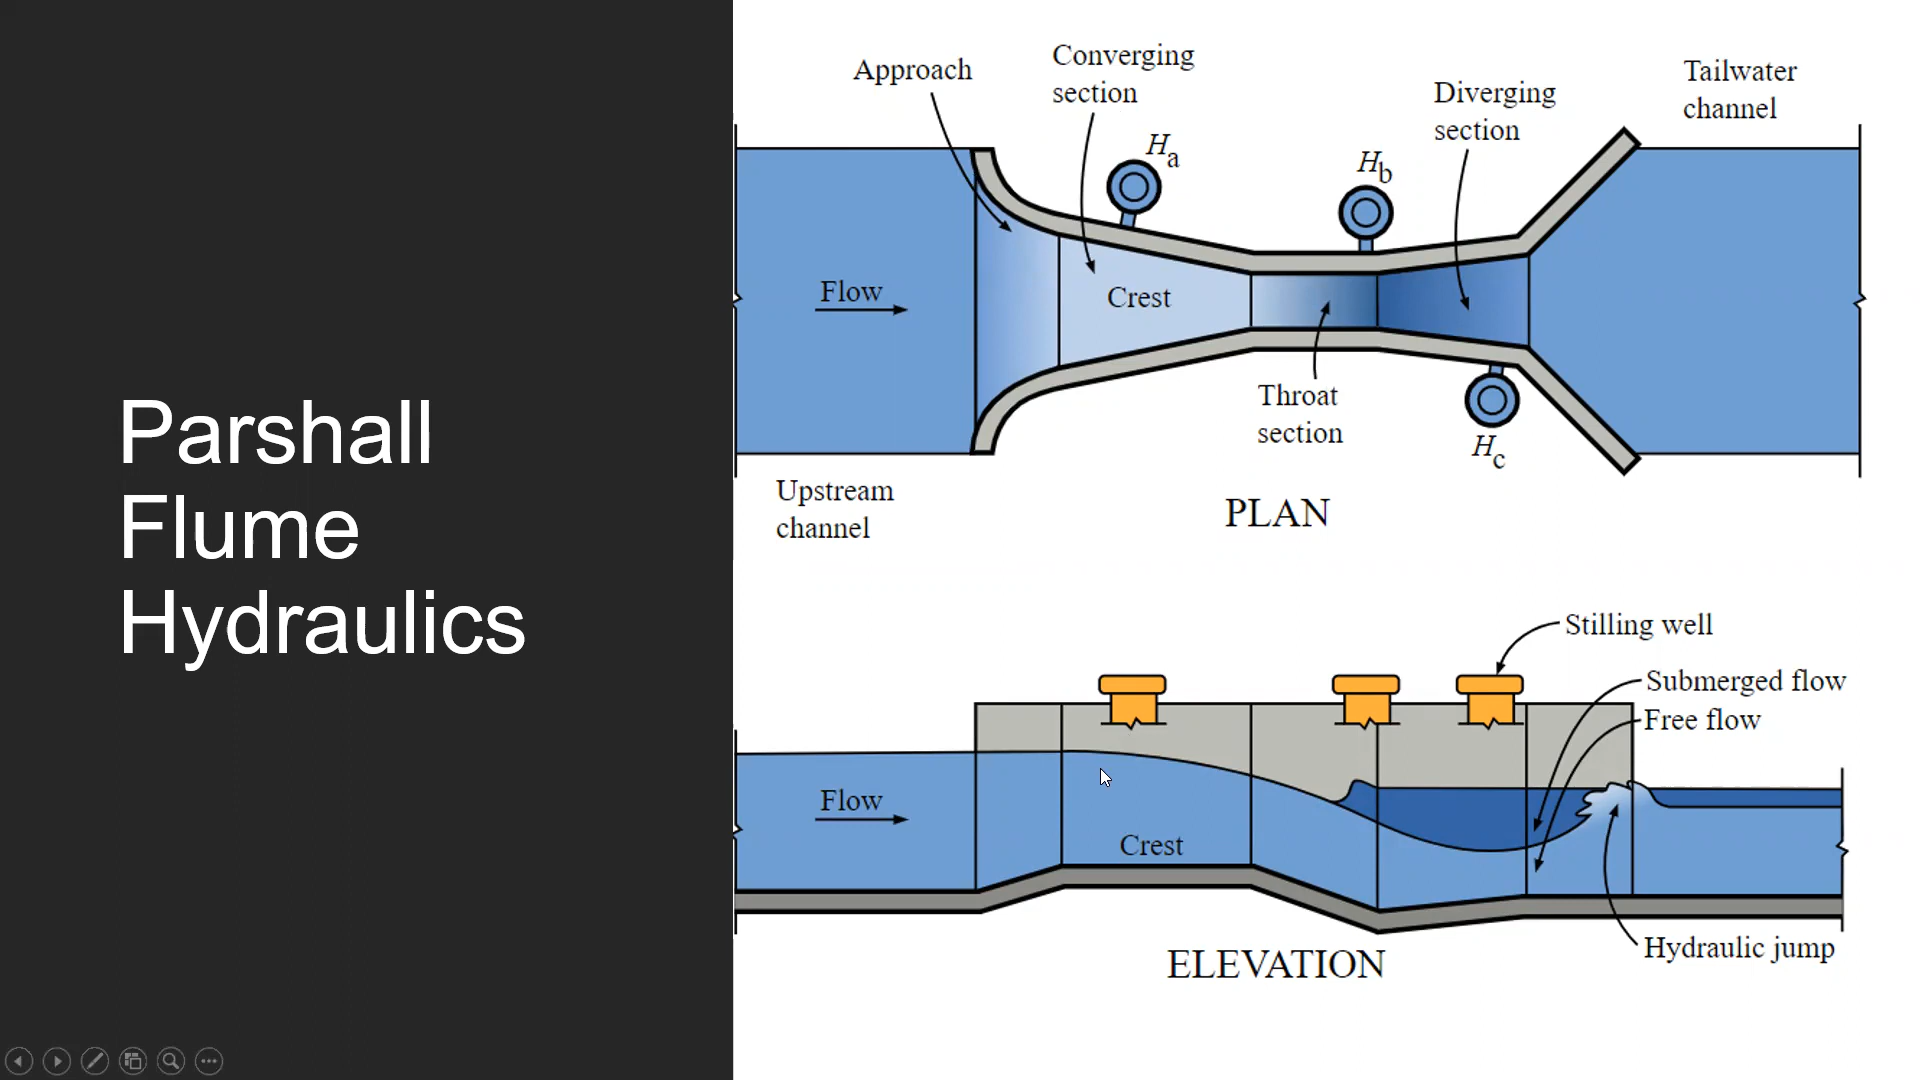 Parshall
Flume
Hydraulics
Approach
Converging
section
Diverging
section
Tailwater
channel
Ha
Hb
Flow
Crest
Throat
section
Hc
Upstream
channel
PLAN
Stilling well
Submerged flow
Free flow
Flow
Crest
Hydraulic jump
ELEVATION